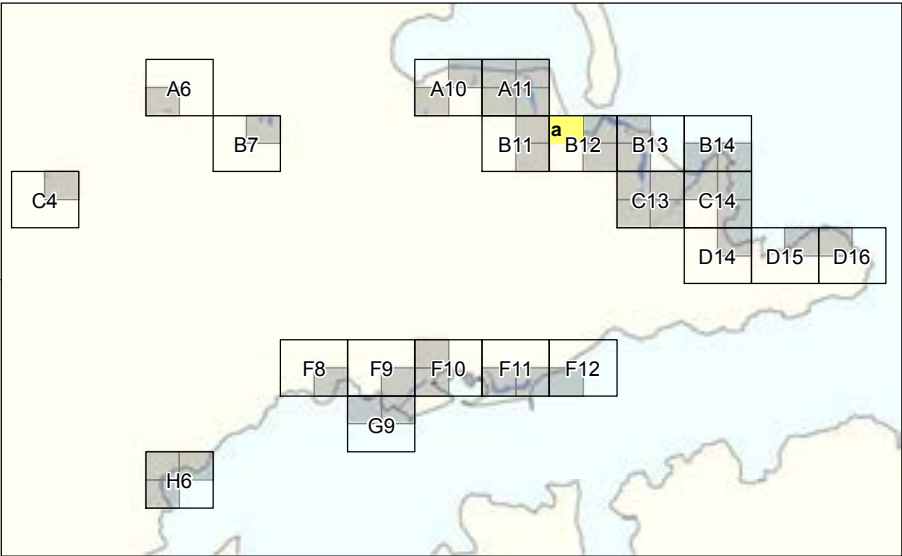 A6 A10 A11
B7 B11 a B12 B13 B14
C4 C13 C14
D14 D15 D16
F8 F9 F10 F11 F12
G9
H6